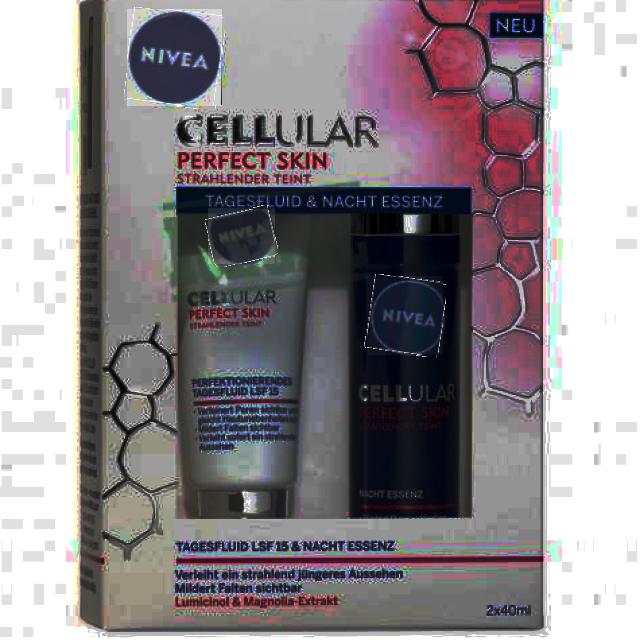 NIVEA
NEU
CELLULAR
PERFECT SKIN
STRAHLENDER TEINT
TAGESFLUID & NACHT ESSENZ
NIVEA
CELLULAR
PERFECT SKIN
STRAHLENDER TEINT
PERFEKTIONIERENDES
TAGESFLUID LSF 15
NIVEA
CELLULAR
PERFECT SKIN
STRAHLENDER TEINT
NACHT ESSENZ
TAGESFLUID LSF 15 & NACHT ESSENZ
Verleiht ein strahlend jüngeres Aussehen
Mildert Falten sichtbar
Lumicinol & Magnolia-Extrakt
2x40ml